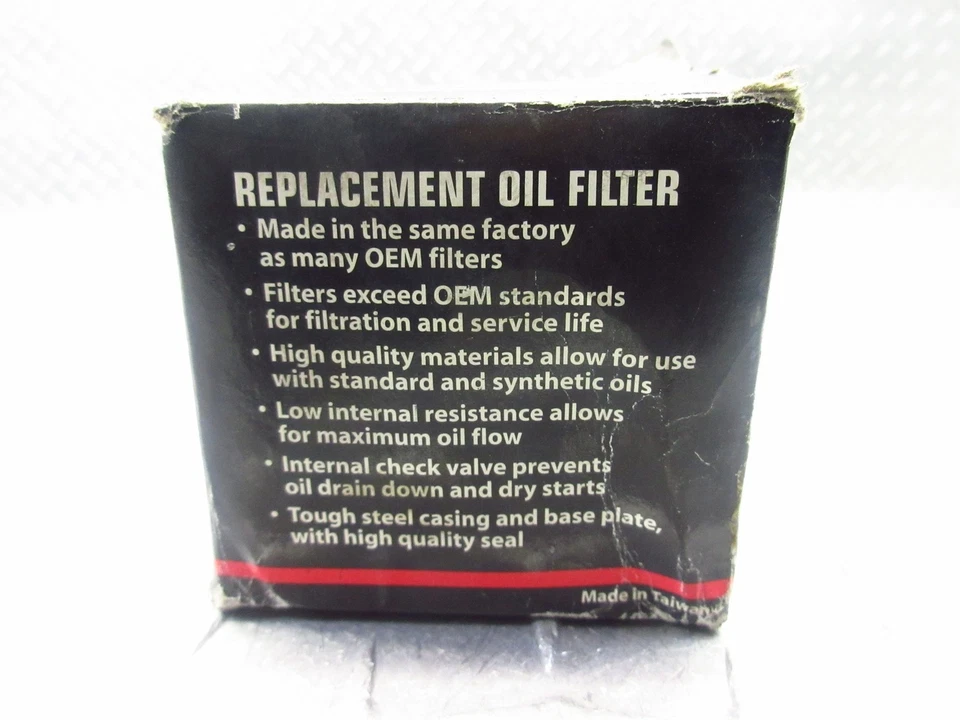 REPLACEMENT OIL FILTER
• Made in the same factory
as many OEM filters
• Filters exceed OEM standards
for filtration and service life
• High quality materials allow for use
with standard and synthetic oils
• Low internal resistance allows
for maximum oil flow
• Internal check valve prevents
oil drain down and dry starts
• Tough steel casing and base plate,
with high quality seal
Made in Taiwan